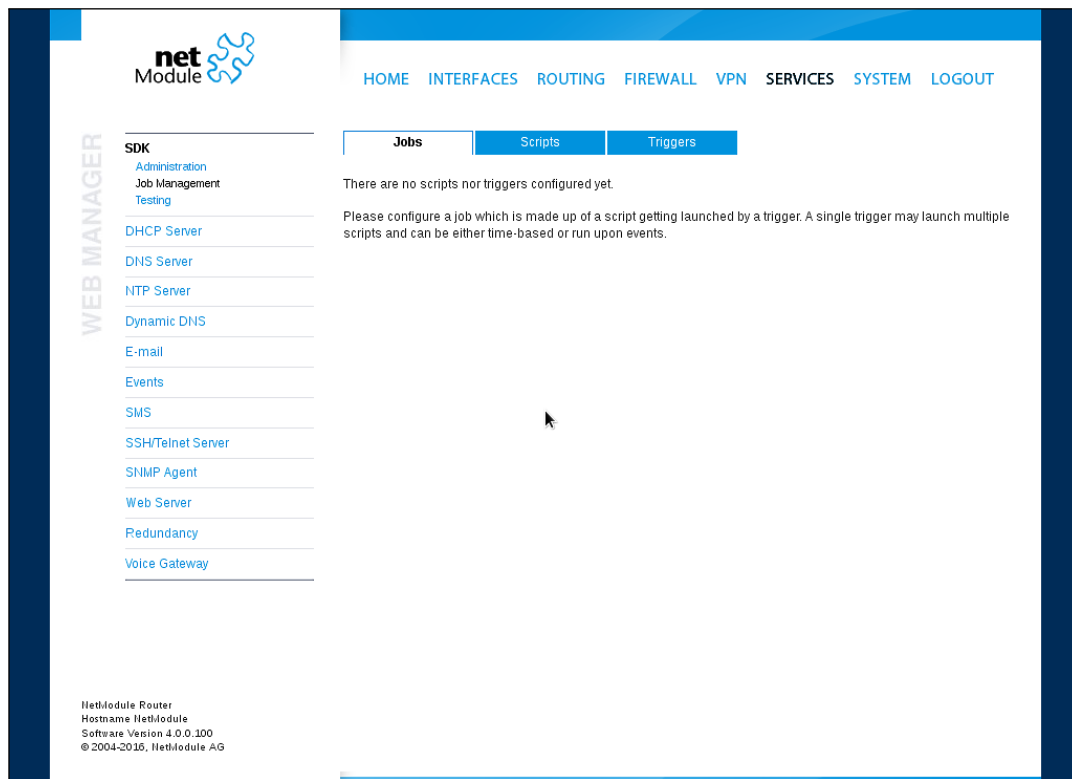 net
Module
HOME INTERFACES ROUTING FIREWALL VPN SERVICES SYSTEM LOGOUT
WEB MANAGER
SDK
Administration
Job Management
Testing
DHCP Server
DNS Server
NTP Server
Dynamic DNS
E-mail
Events
SMS
SSH/Telnet Server
SNMP Agent
Web Server
Redundancy
Voice Gateway
Jobs Scripts Triggers
There are no scripts nor triggers configured yet.
Please configure a job which is made up of a script getting launched by a trigger. A single trigger may launch multiple
scripts and can be either time-based or run upon events.
NetModule Router
Hostname NetModule
Software Version 4.0.0.100
© 2004-2016, NetModule AG